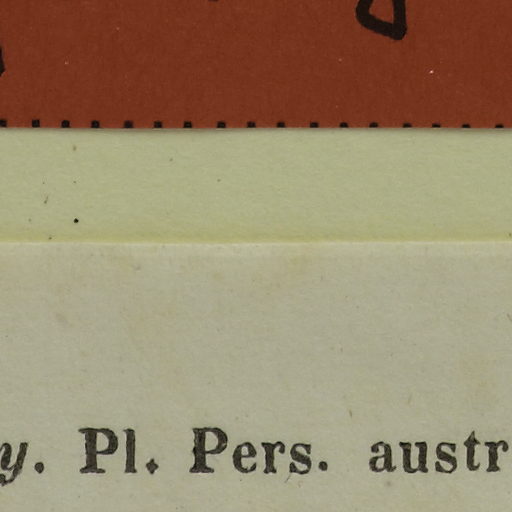 y. Pl. Pers. austr